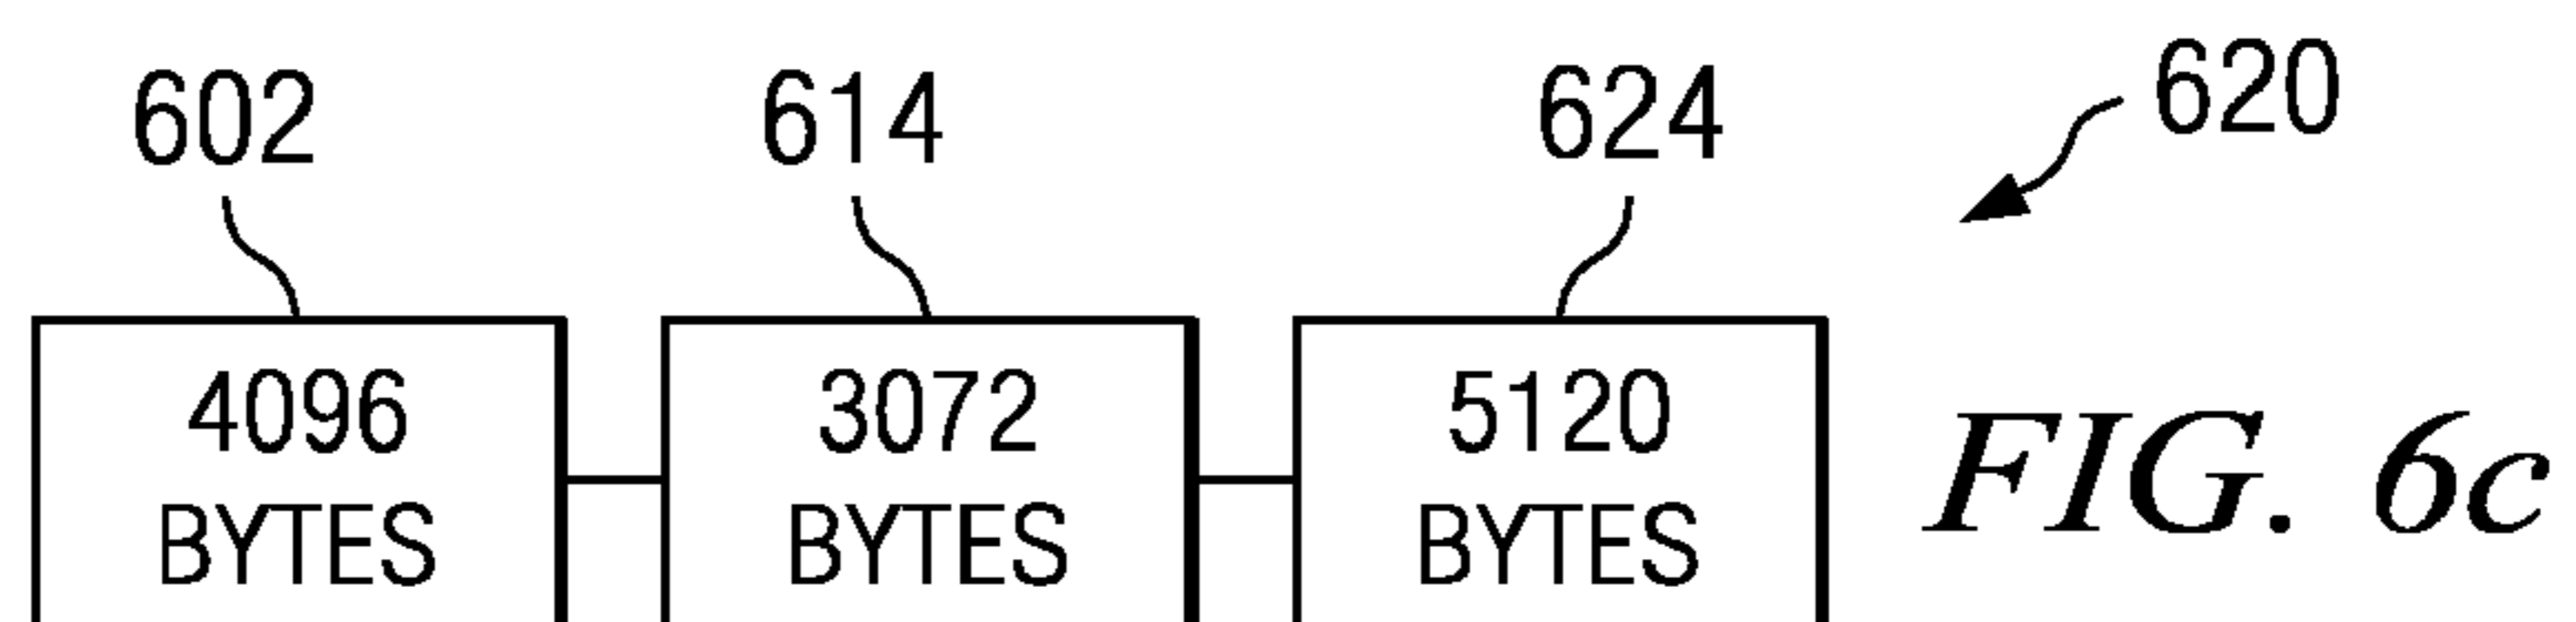 602 614 624 620
4096 3072 5120
BYTES BYTES BYTES
FIG. 6c